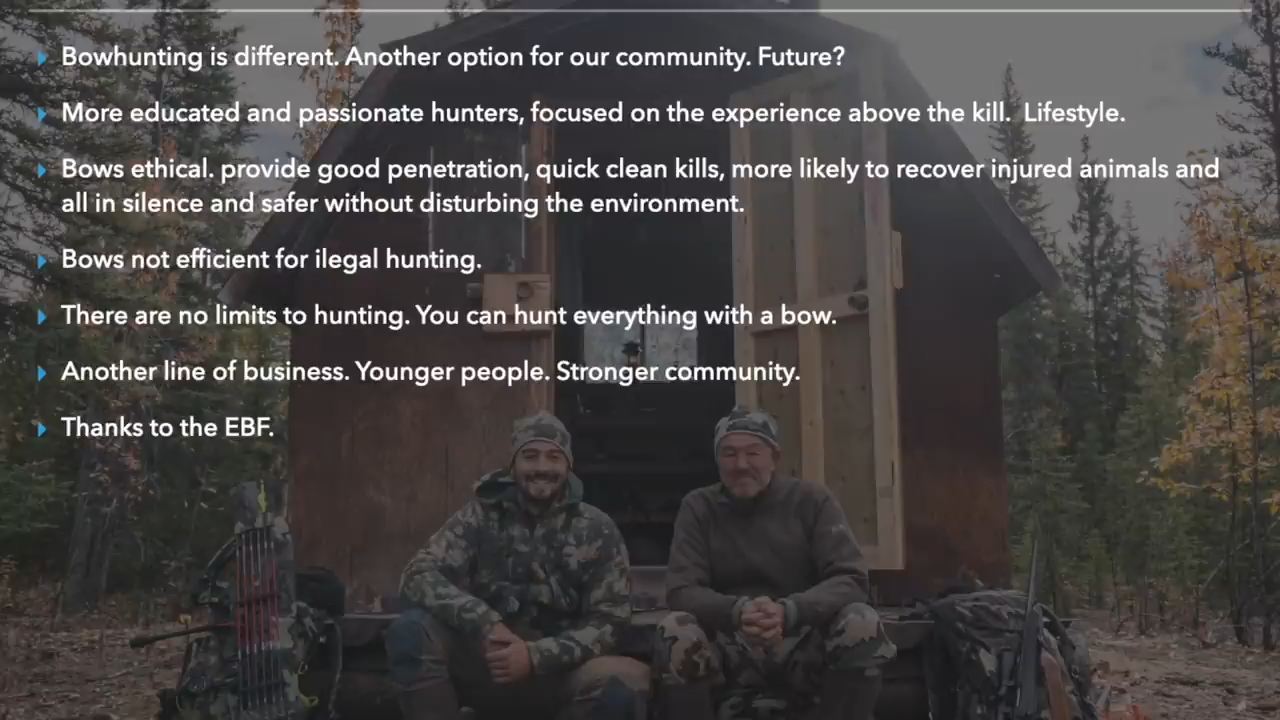 Bowhunting is different. Another option for our community. Future?
More educated and passionate hunters, focused on the experience above the kill. Lifestyle.
Bows ethical. provide good penetration, quick clean kills, more likely to recover injured animals and
all in silence and safer without disturbing the environment.
Bows not efficient for ilegal hunting.
There are no limits to hunting. You can hunt everything with a bow.
Another line of business. Younger people. Stronger community.
Thanks to the EBF.